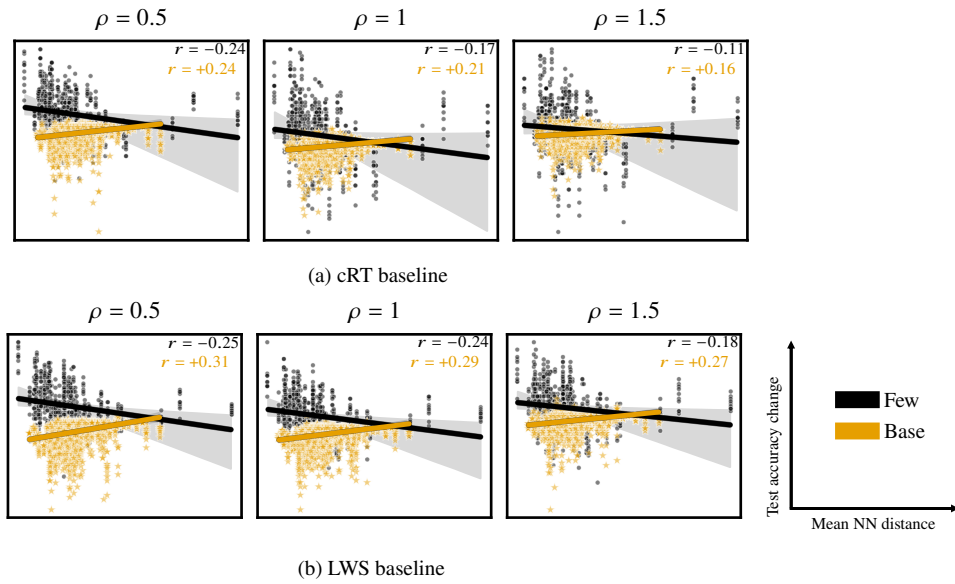 ρ = 0.5
ρ = 1
ρ = 1.5
r = −0.24
r = +0.24
r = −0.17
r = +0.21
r = −0.11
r = +0.16
(a) cRT baseline
ρ = 0.5
ρ = 1
ρ = 1.5
r = −0.25
r = +0.31
r = −0.24
r = +0.29
r = −0.18
r = +0.27
Test accuracy change
Few
Base
Mean NN distance
(b) LWS baseline